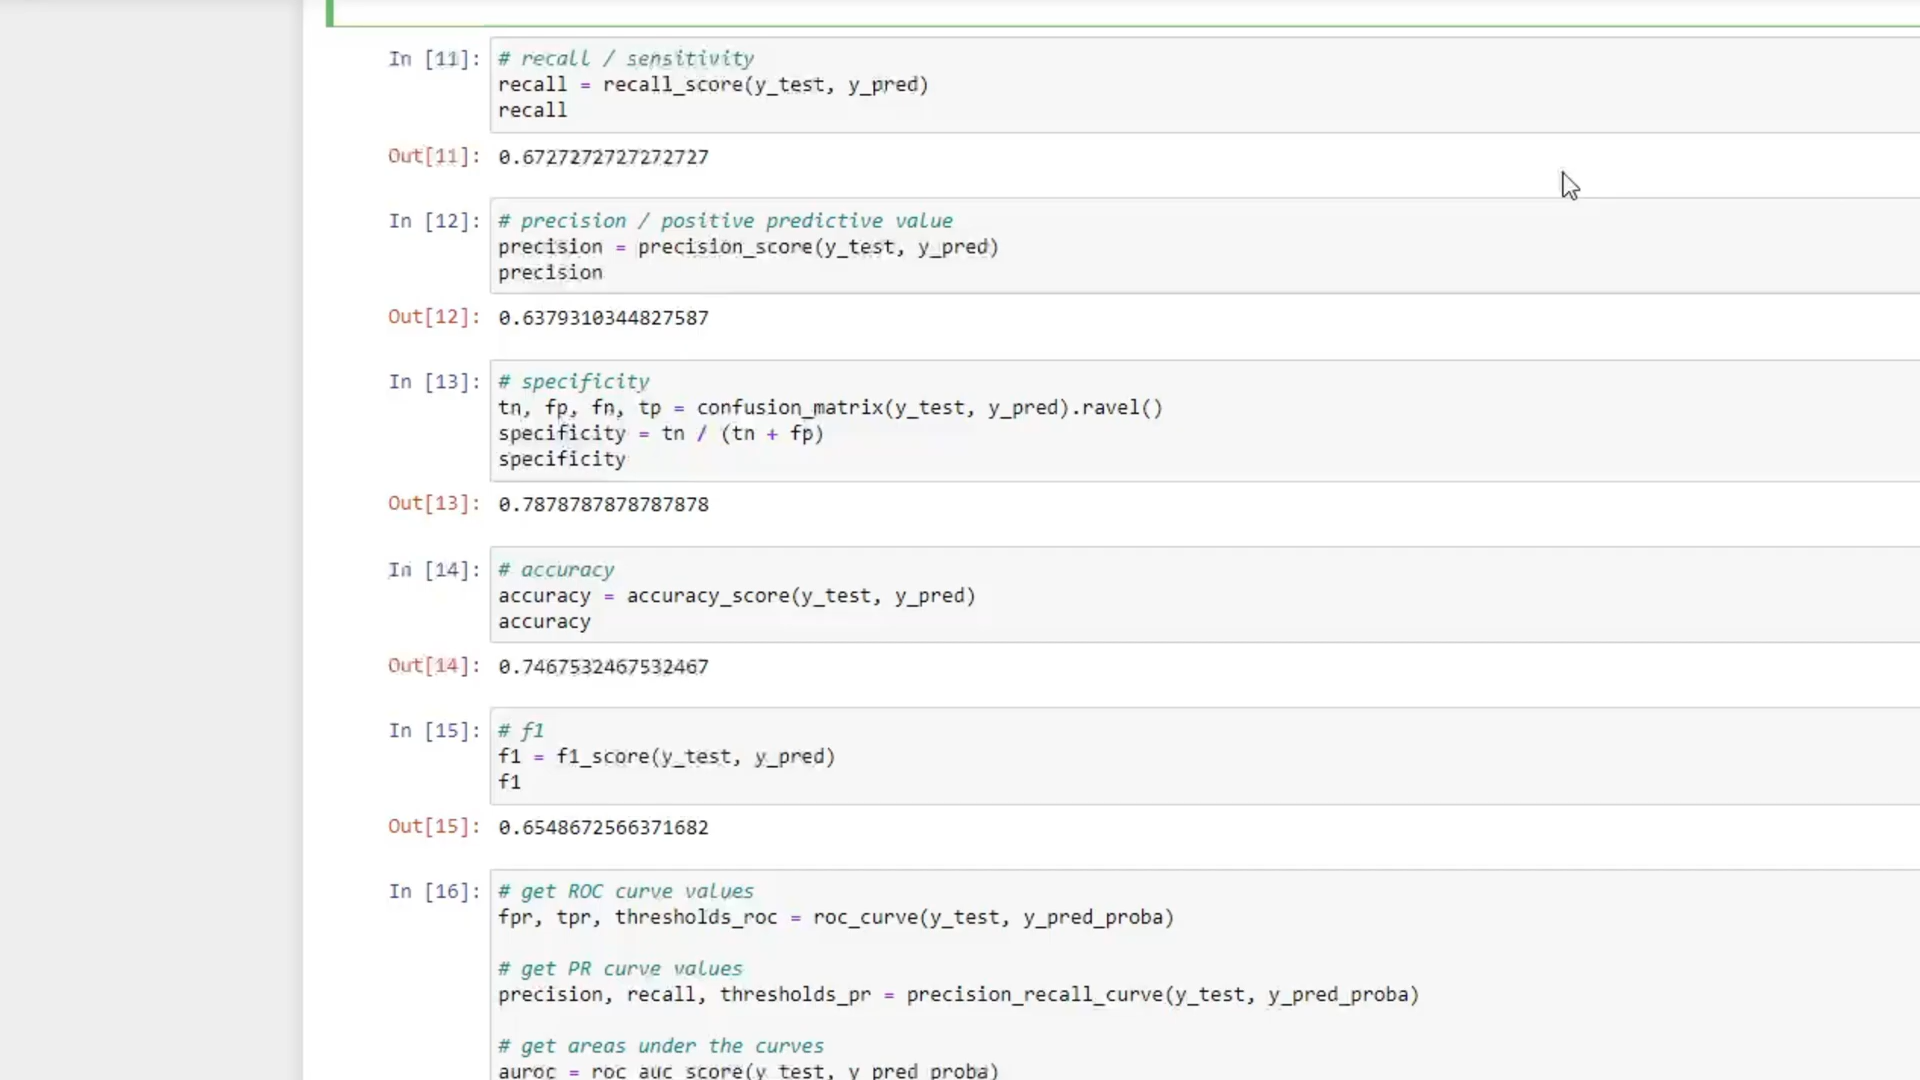 In [11]: # recall / sensitivity
recall = recall_score(y_test, y_pred)
recall
Out[11]: 0.6727272727272727
In [12]: # precision / positive predictive value
precision = precision_score(y_test, y_pred)
precision
Out[12]: 0.6379310344827587
In [13]: # specificity
tn, fp, fn, tp = confusion_matrix(y_test, y_pred).ravel()
specificity = tn / (tn + fp)
specificity
Out[13]: 0.7878787878787878
In [14]: # accuracy
accuracy = accuracy_score(y_test, y_pred)
accuracy
Out[14]: 0.7467532467532467
In [15]: # f1
f1 = f1_score(y_test, y_pred)
f1
Out[15]: 0.6548672566371682
In [16]: # get ROC curve values
fpr, tpr, thresholds_roc = roc_curve(y_test, y_pred_proba)
# get PR curve values
precision, recall, thresholds_pr = precision_recall_curve(y_test, y_pred_proba)
# get areas under the curves
auroc = roc_auc_score(y_test, y_pred_proba)